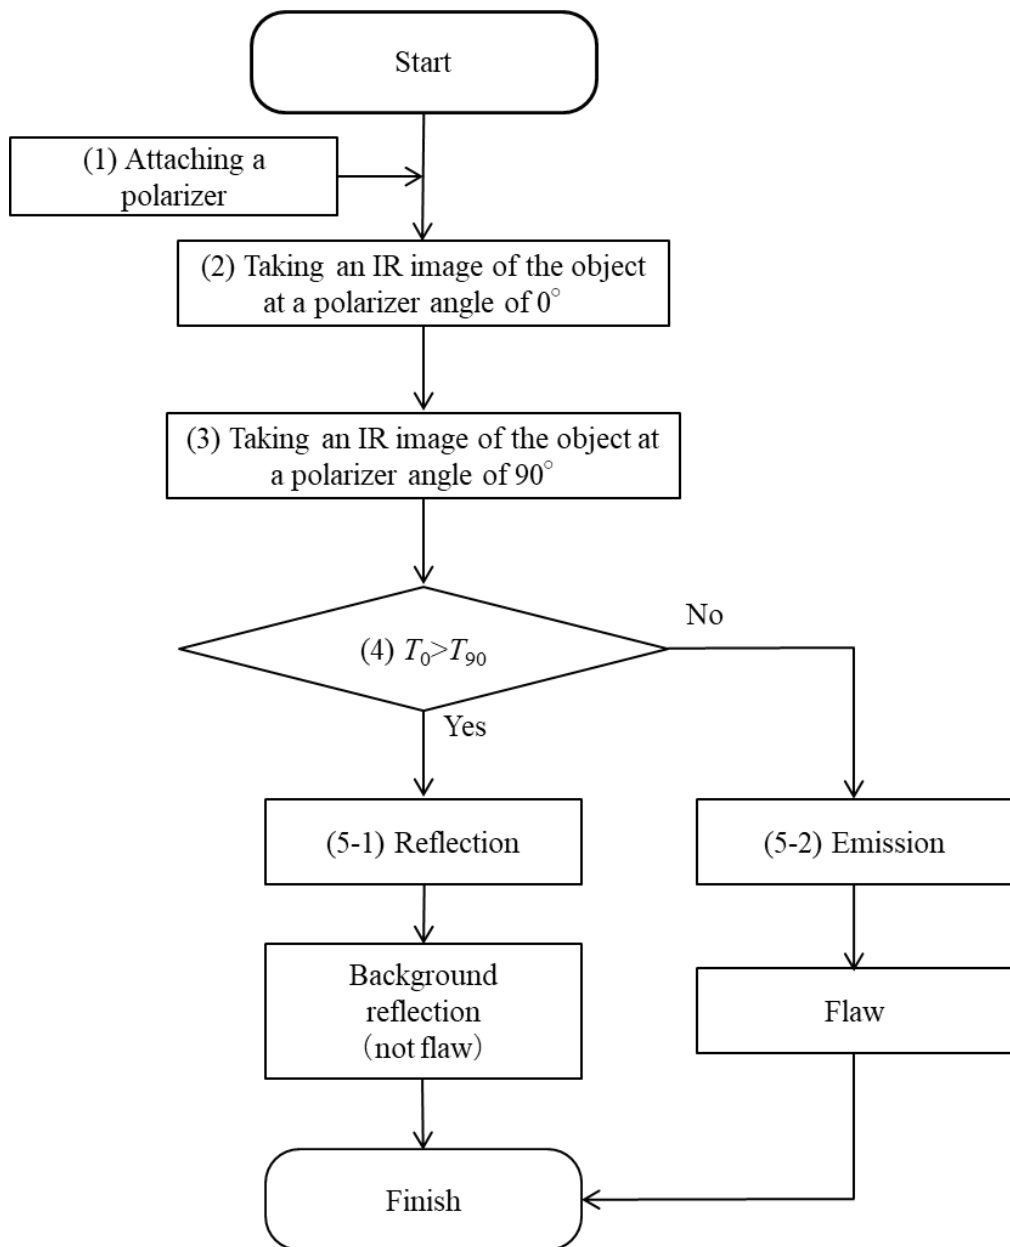 Start
(1) Attaching a
polarizer
(2) Taking an IR image of the object
at a polarizer angle of 0°
(3) Taking an IR image of the object at
a polarizer angle of 90°
(4) T₀>T₉₀
No
Yes
(5-1) Reflection
(5-2) Emission
Background
reflection
（not flaw）
Flaw
Finish